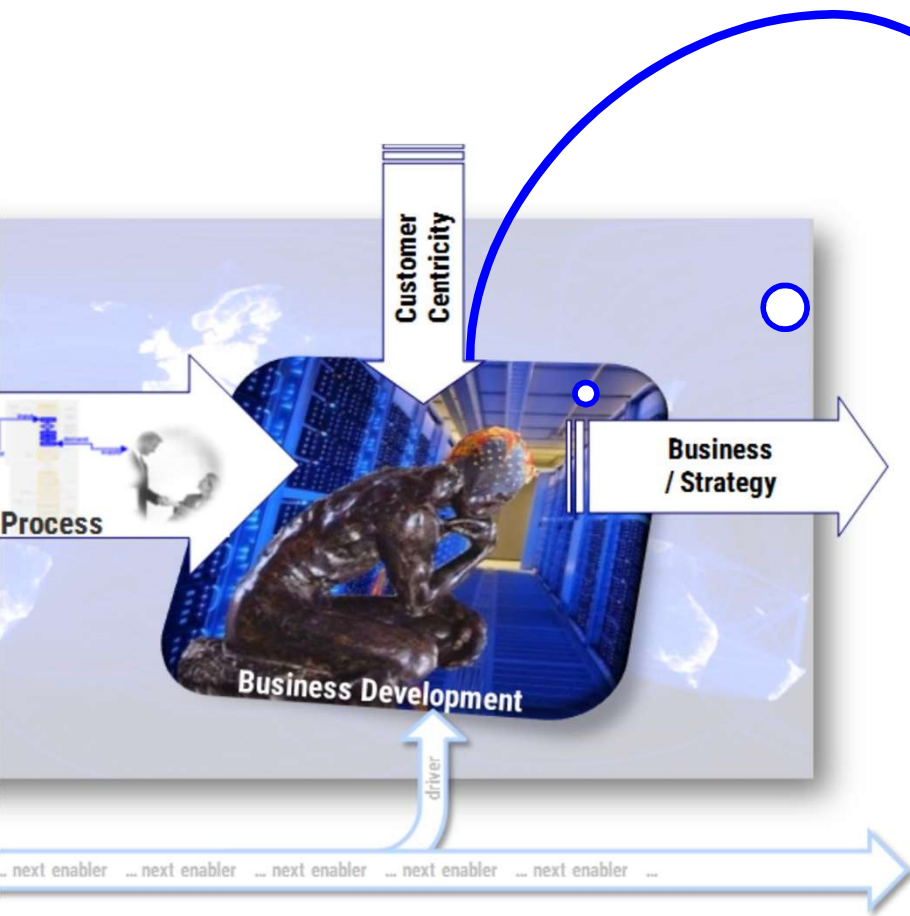 Customer
Centricity
Business
/ Strategy
Process
Business Development
driver
... next enabler ... next enabler ... next enabler ... next enabler ... next enabler ...